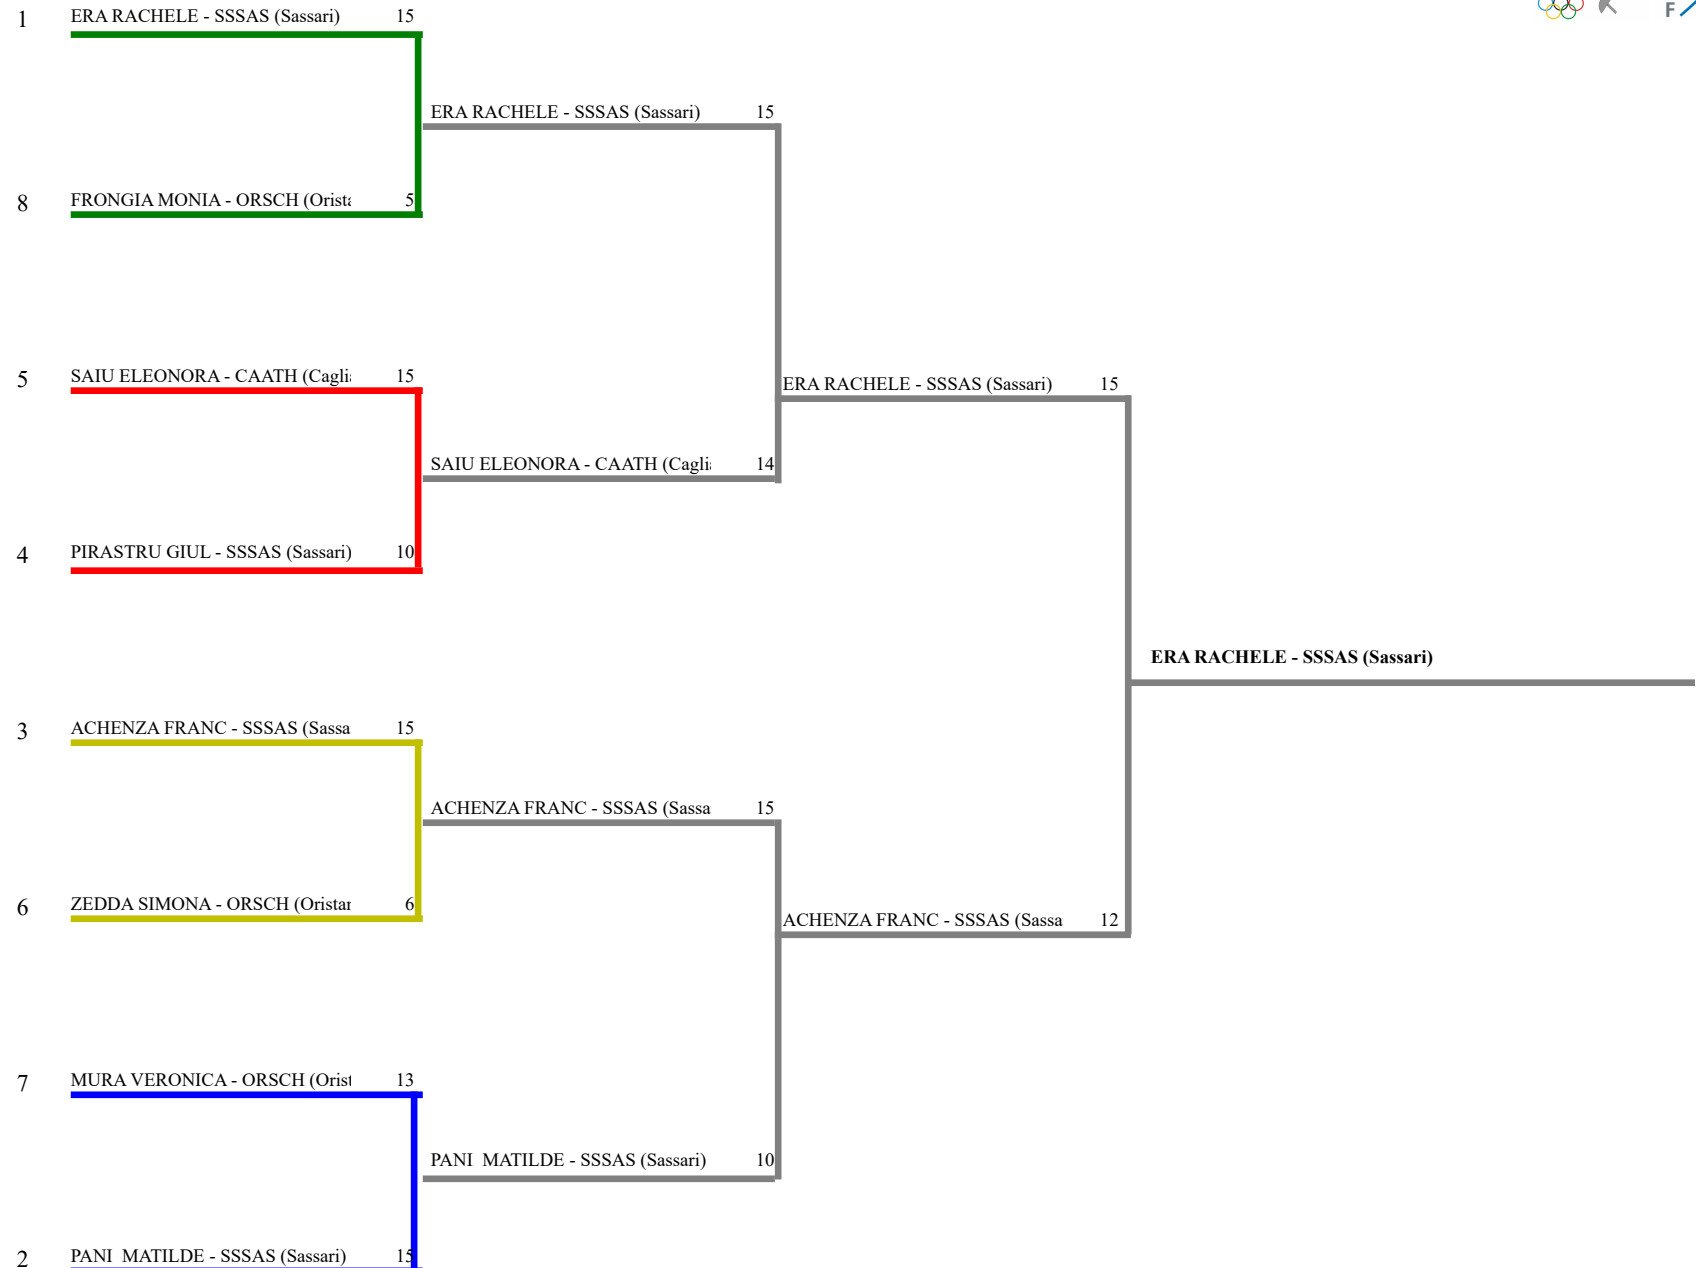 1 ERA RACHELE - SSSAS (Sassari) 15
F
ERA RACHELE - SSSAS (Sassari) 15
8 FRONGIA MONIA - ORSCH (Orista 5
5 SAIU ELEONORA - CAATH (Caglia 15
ERA RACHELE - SSSAS (Sassari) 15
SAIU ELEONORA - CAATH (Caglia 14
4 PIRASTRU GIUL - SSSAS (Sassari) 10
ERA RACHELE - SSSAS (Sassari)
3 ACHENZA FRANC - SSSAS (Sassa 15
ACHENZA FRANC - SSSAS (Sassa 15
6 ZEDDA SIMONA - ORSCH (Oristan 6
ACHENZA FRANC - SSSAS (Sassa 12
7 MURA VERONICA - ORSCH (Orist 13
PANI MATILDE - SSSAS (Sassari) 10
2 PANI MATILDE - SSSAS (Sassari) 15